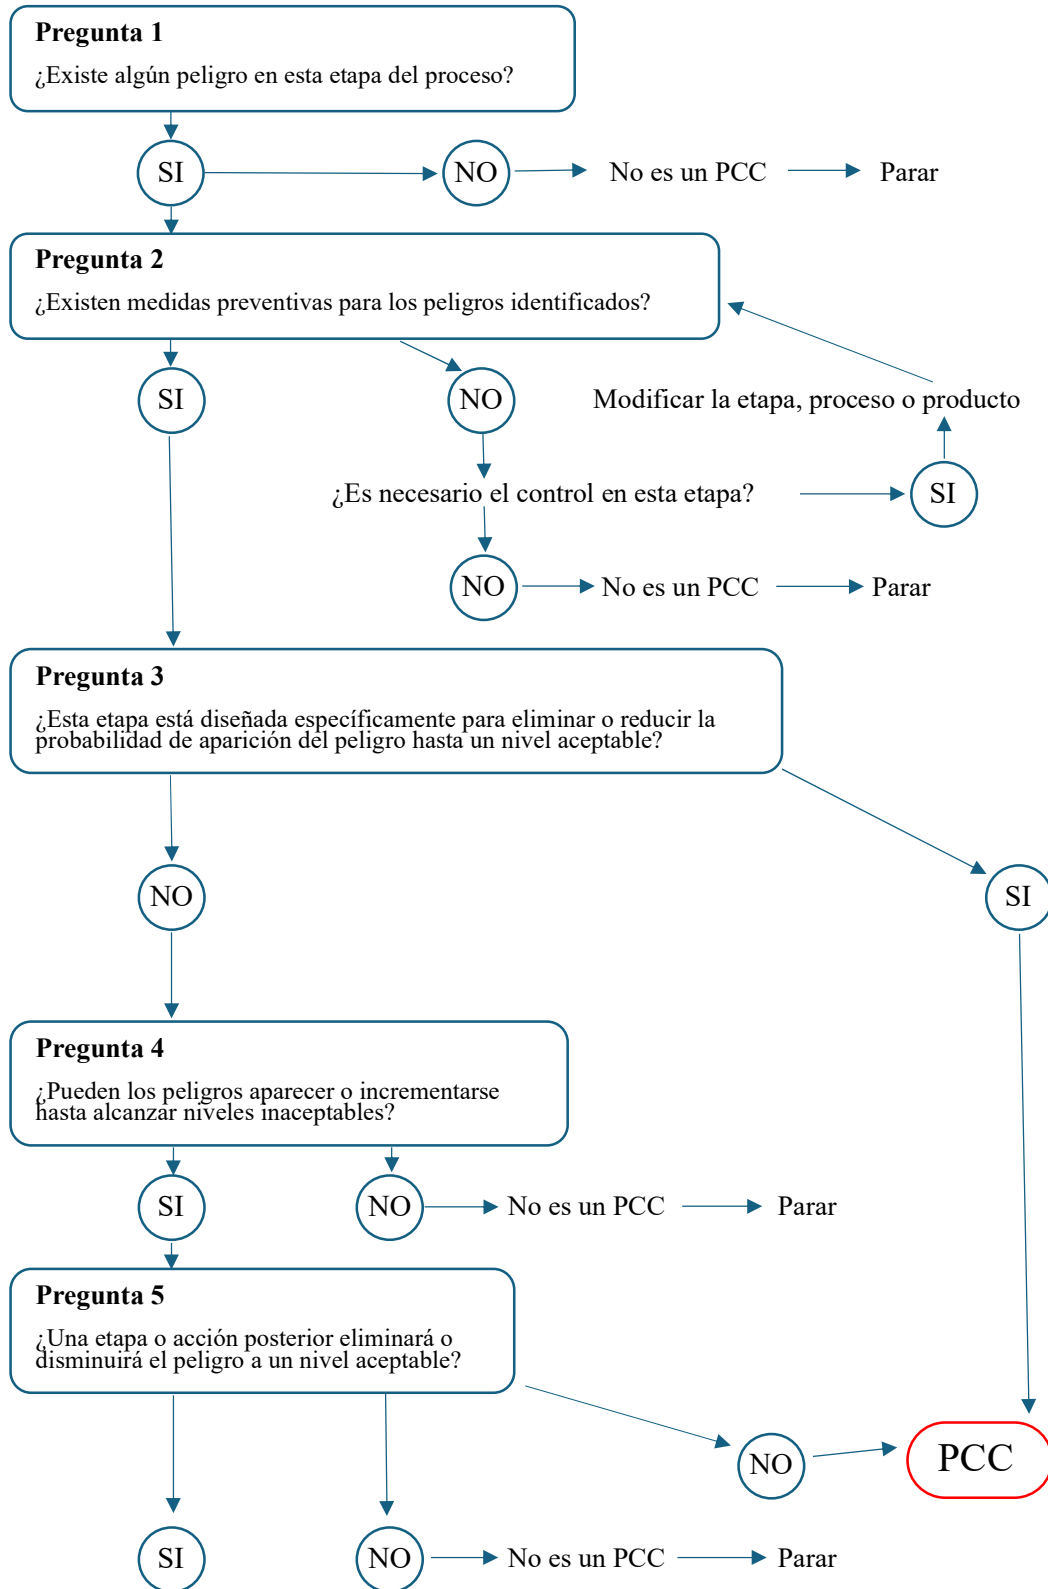 Pregunta 1
¿Existe algún peligro en esta etapa del proceso?
SI
NO
No es un PCC
Parar
Pregunta 2
¿Existen medidas preventivas para los peligros identificados?
SI
NO
Modificar la etapa, proceso o producto
¿Es necesario el control en esta etapa?
SI
NO
No es un PCC
Parar
Pregunta 3
¿Esta etapa está diseñada específicamente para eliminar o reducir la
probabilidad de aparición del peligro hasta un nivel aceptable?
NO
SI
Pregunta 4
¿Pueden los peligros aparecer o incrementarse
hasta alcanzar niveles inaceptables?
SI
NO
No es un PCC
Parar
Pregunta 5
¿Una etapa o acción posterior eliminará o
disminuirá el peligro a un nivel aceptable?
NO
PCC
SI
NO
No es un PCC
Parar